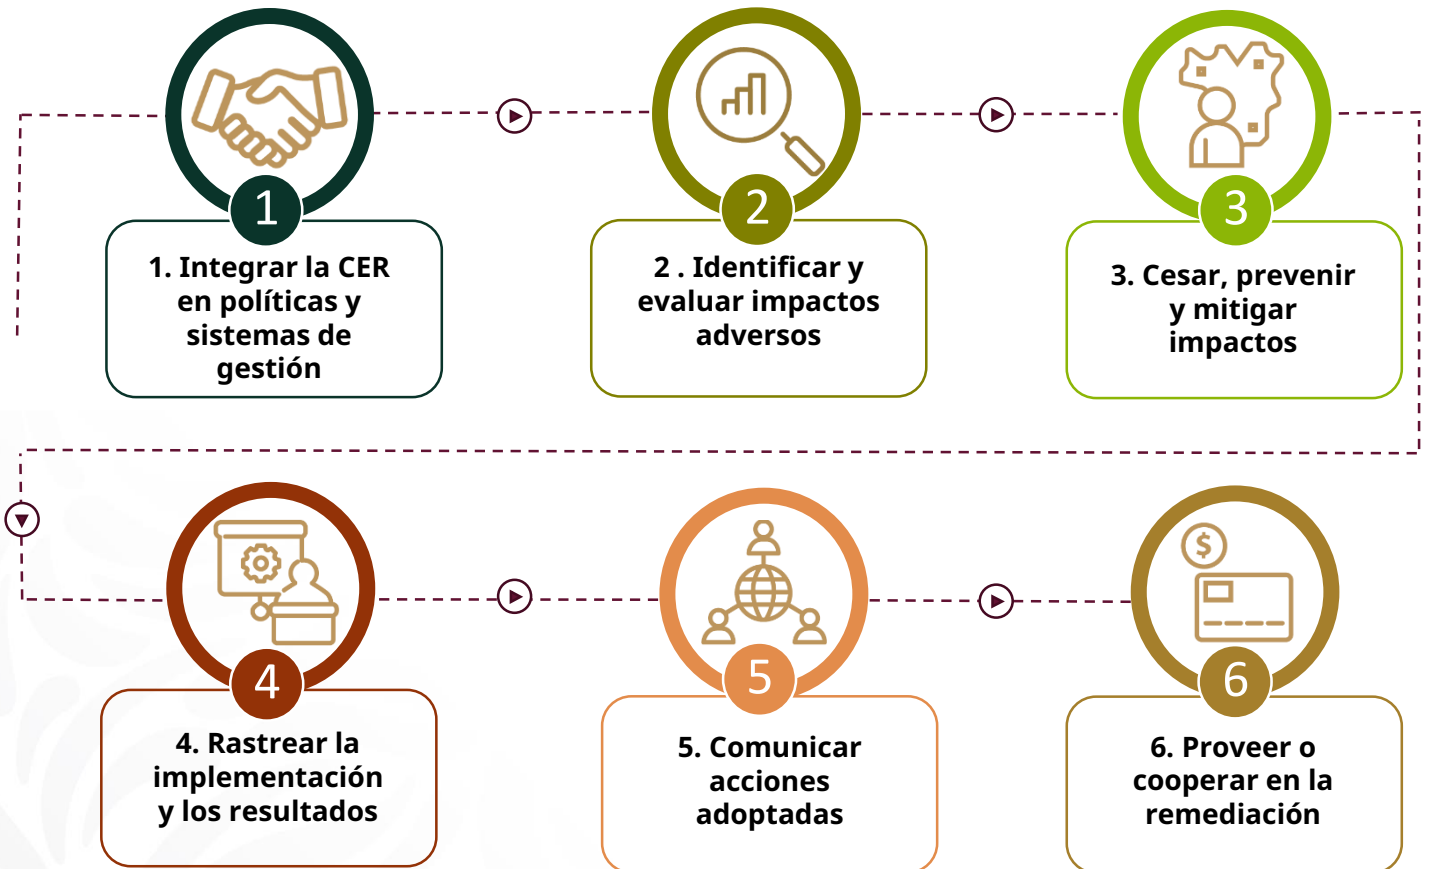 1
1. Integrar la CER
en políticas y
sistemas de
gestión
2
2 . Identificar y
evaluar impactos
adversos
3
3. Cesar, prevenir
y mitigar
impactos
4
4. Rastrear la
implementación
y los resultados
5
5. Comunicar
acciones
adoptadas
$
6
6. Proveer o
cooperar en la
remediación